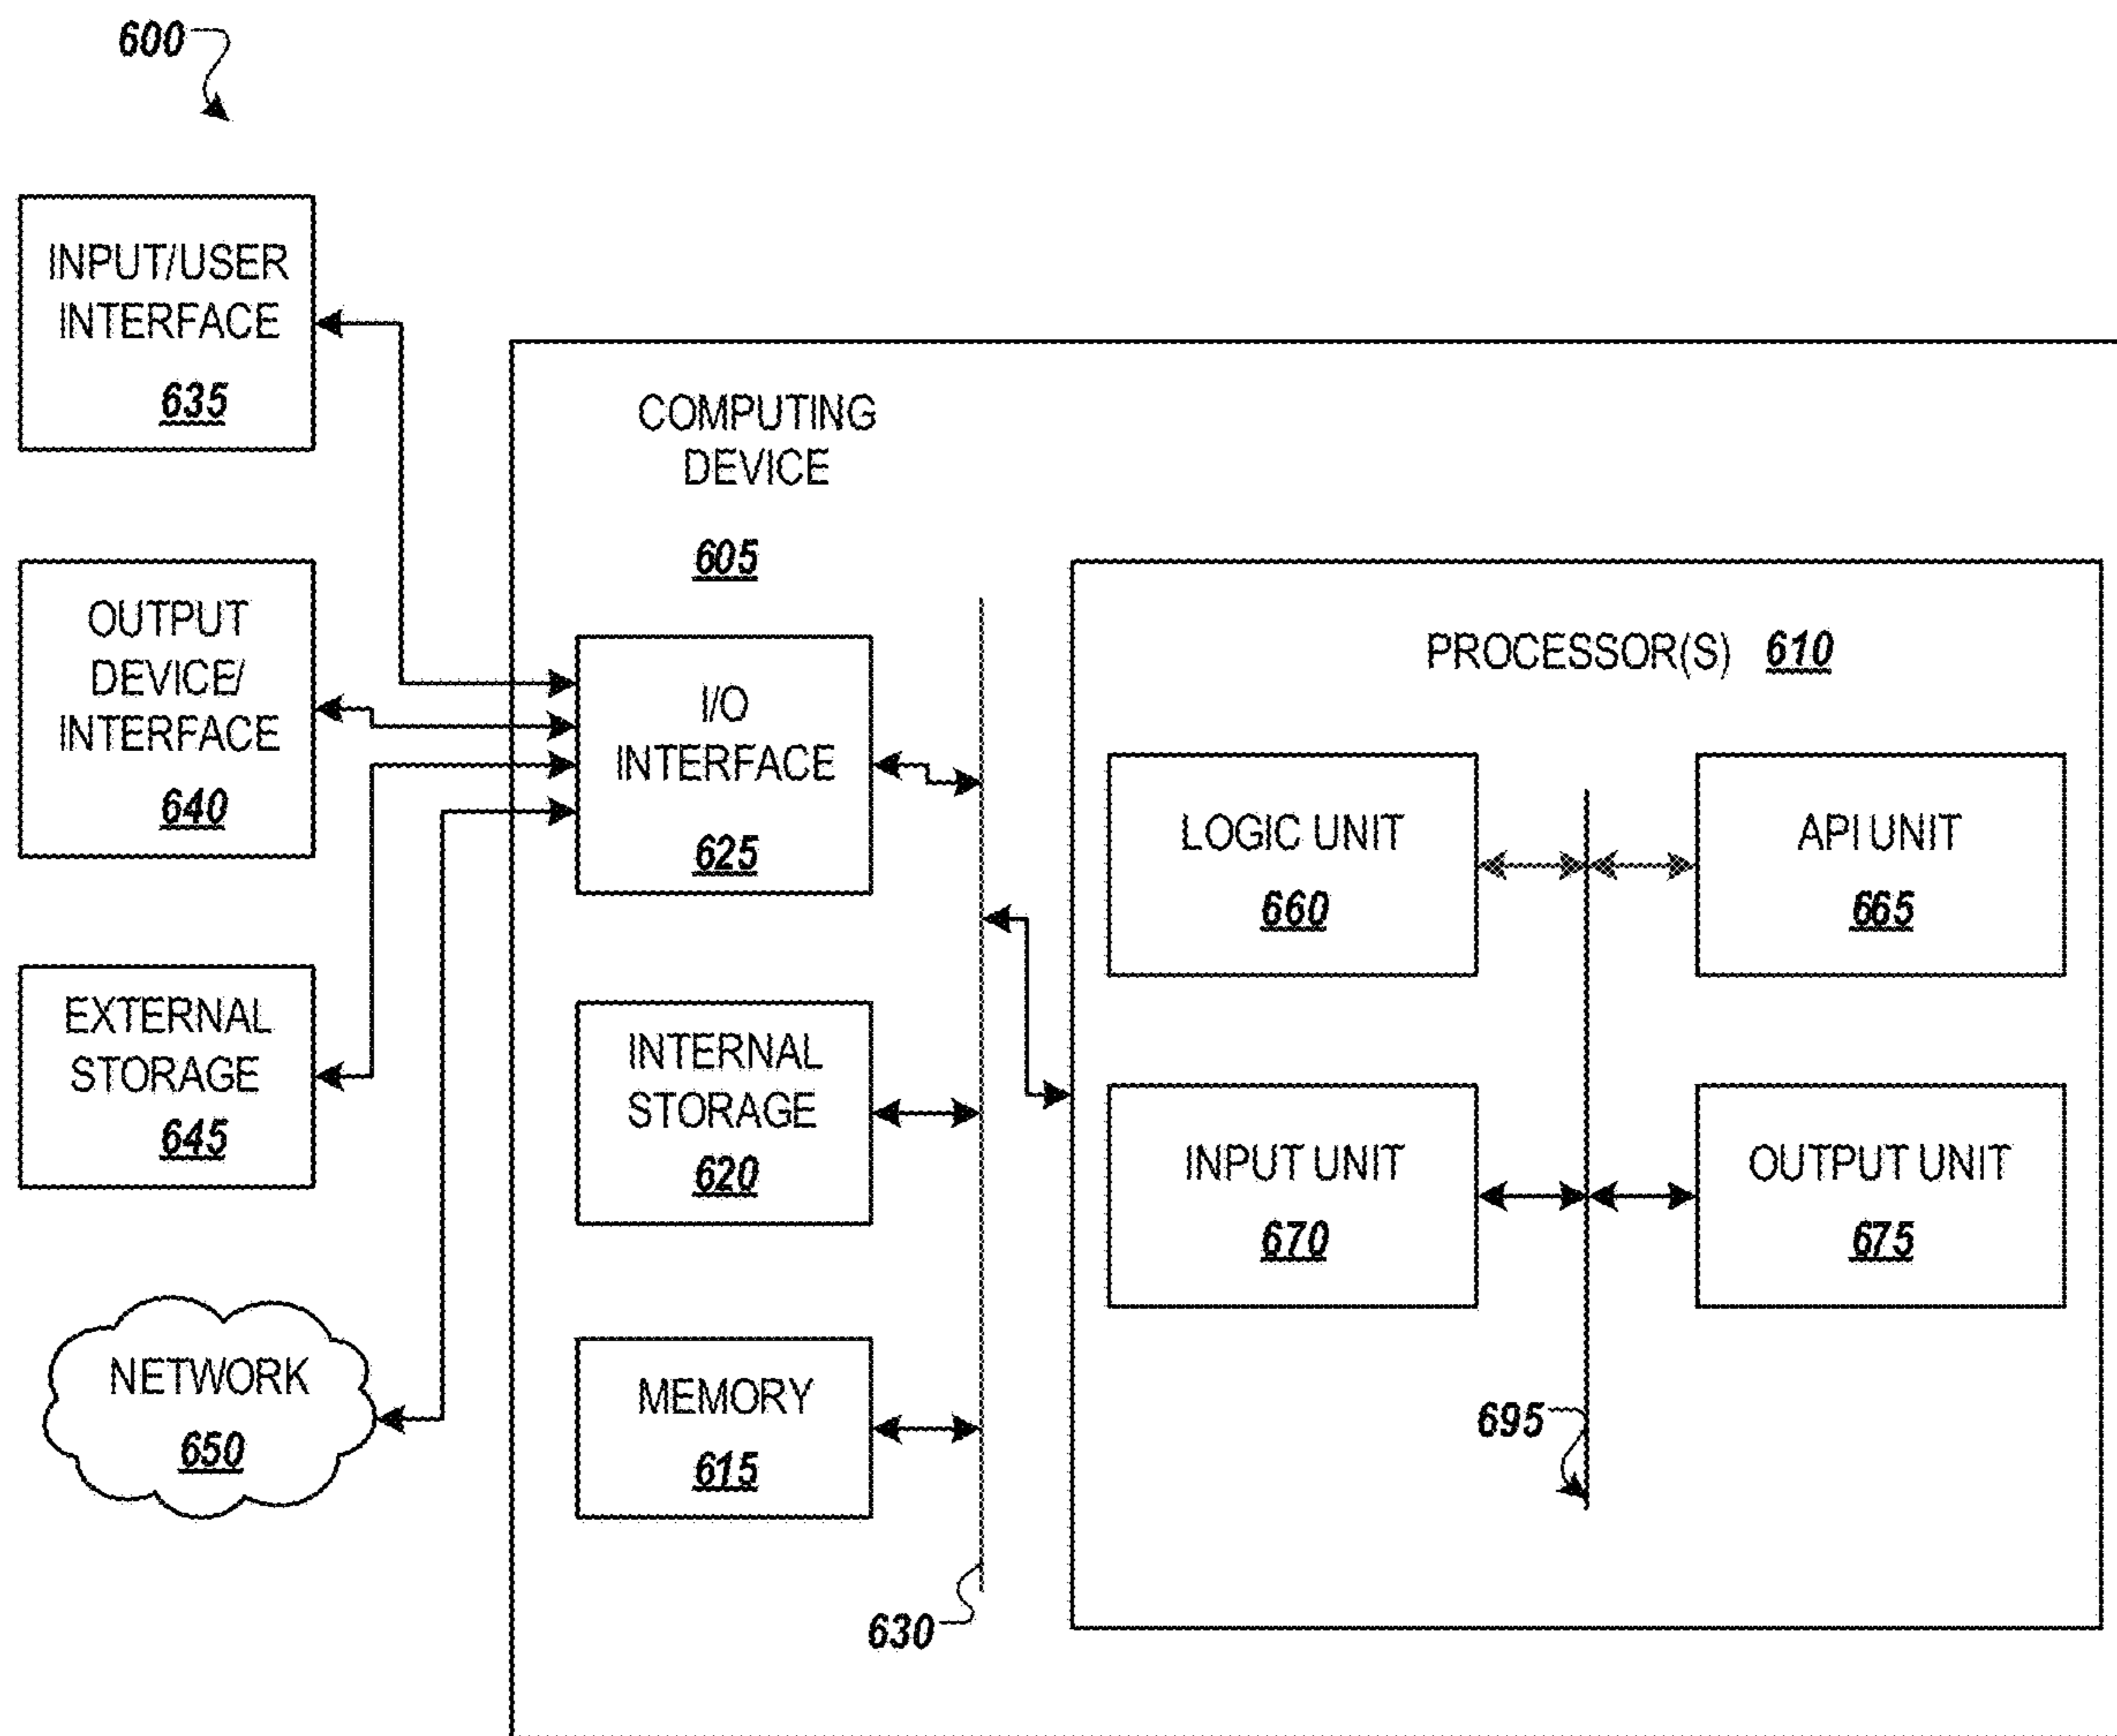 600
INPUT/USER
INTERFACE
635
OUTPUT
DEVICE/
INTERFACE
640
EXTERNAL
STORAGE
645
NETWORK
650
COMPUTING
DEVICE
605
I/O
INTERFACE
625
INTERNAL
STORAGE
620
MEMORY
615
630
PROCESSOR(S) 610
LOGIC UNIT
660
API UNIT
665
INPUT UNIT
670
OUTPUT UNIT
675
695